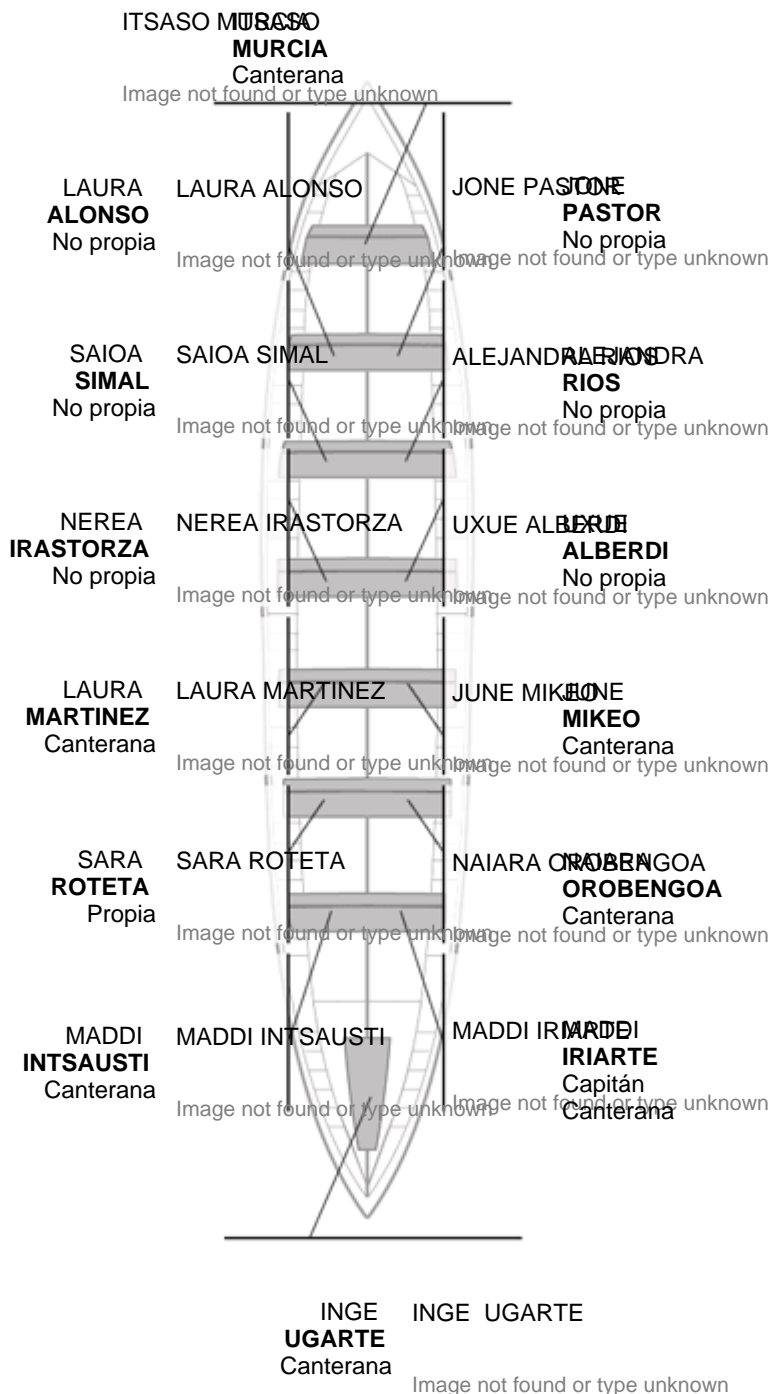 ITSASO MURCIA
ITSASO
MURCIA
Canterana
Image not found or type unknown
LAURA
ALONSO
No propia
LAURA ALONSO
Image not found or type unknown
JONE PASTOR
JONE
PASTOR
No propia
Image not found or type unknown
SAIOA
SIMAL
No propia
SAIOA SIMAL
Image not found or type unknown
ALEJANDRA RIOS
ALEJANDRA
RIOS
No propia
Image not found or type unknown
NEREA
IRASTORZA
No propia
NEREA IRASTORZA
Image not found or type unknown
UXUE ALBERDI
UXUE
ALBERDI
No propia
Image not found or type unknown
LAURA
MARTINEZ
Canterana
LAURA MARTINEZ
Image not found or type unknown
JUNE MIKEO
JUNE
MIKEO
Canterana
Image not found or type unknown
SARA
ROTETA
Propia
SARA ROTETA
Image not found or type unknown
NAIARA OROBENGOA
NAIARA
OROBENGOA
Canterana
Image not found or type unknown
MADDI
INTSAUSTI
Canterana
MADDI INTSAUSTI
Image not found or type unknown
MADDI IRIARTE
MADDI
IRIARTE
Capitán
Canterana
Image not found or type unknown
INGE
UGARTE
Canterana
INGE UGARTE
Image not found or type unknown